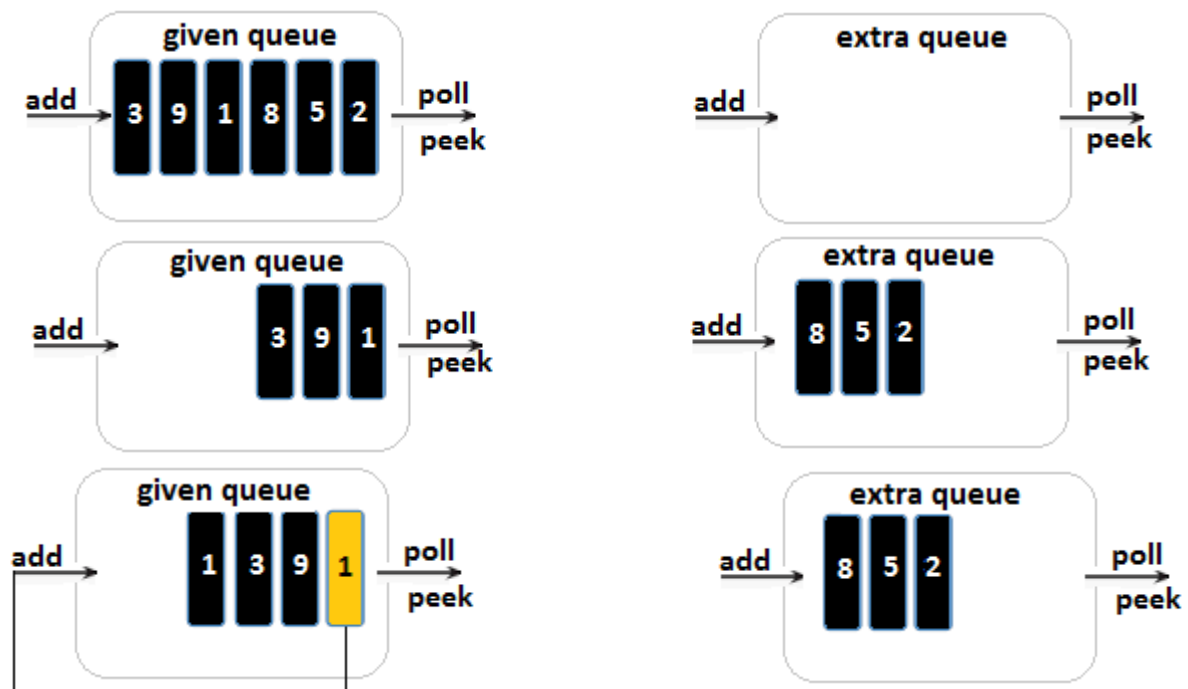 given queue
extra queue
add 3 9 1 8 5 2 poll
peek
add poll
peek
given queue
extra queue
add 3 9 1 poll
peek
add 8 5 2 poll
peek
given queue
extra queue
add 1 3 9 1 poll
peek
add 8 5 2 poll
peek